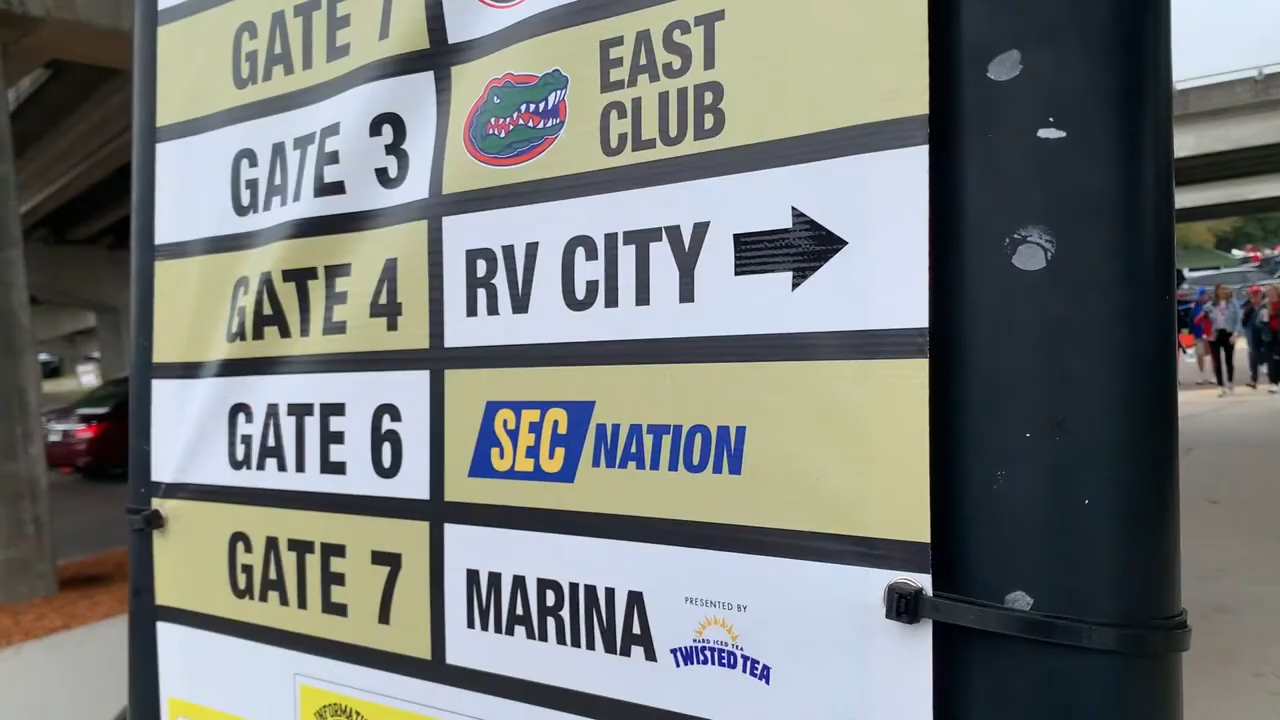 GATE 7
EAST
CLUB
GATE 3
RV CITY
GATE 4
SEC NATION
GATE 6
MARINA
GATE 7
PRESENTED BY
HARD ICED TEA
TWISTED TEA